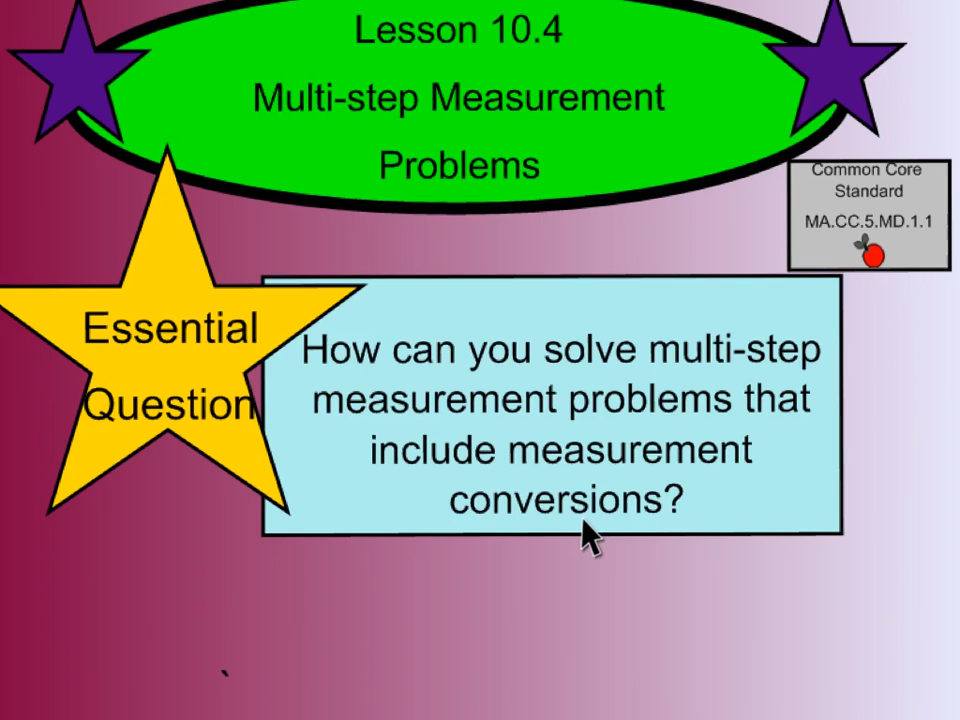 Lesson 10.4
Multi-step Measurement
Problems
Common Core
Standard
MA.CC.5.MD.1.1
Essential
Question
How can you solve multi-step
measurement problems that
include measurement
conversions?
`